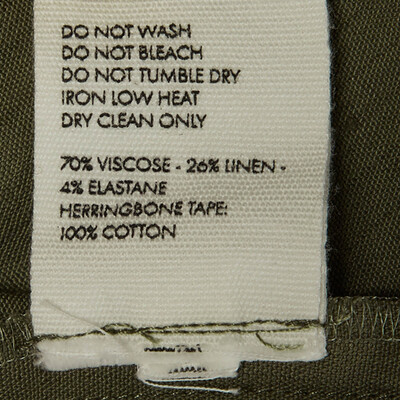 DO NOT WASH
DO NOT BLEACH
DO NOT TUMBLE DRY
IRON LOW HEAT
DRY CLEAN ONLY
70% VISCOSE - 26% LINEN -
4% ELASTANE
HERRINGBONE TAPE:
100% COTTON